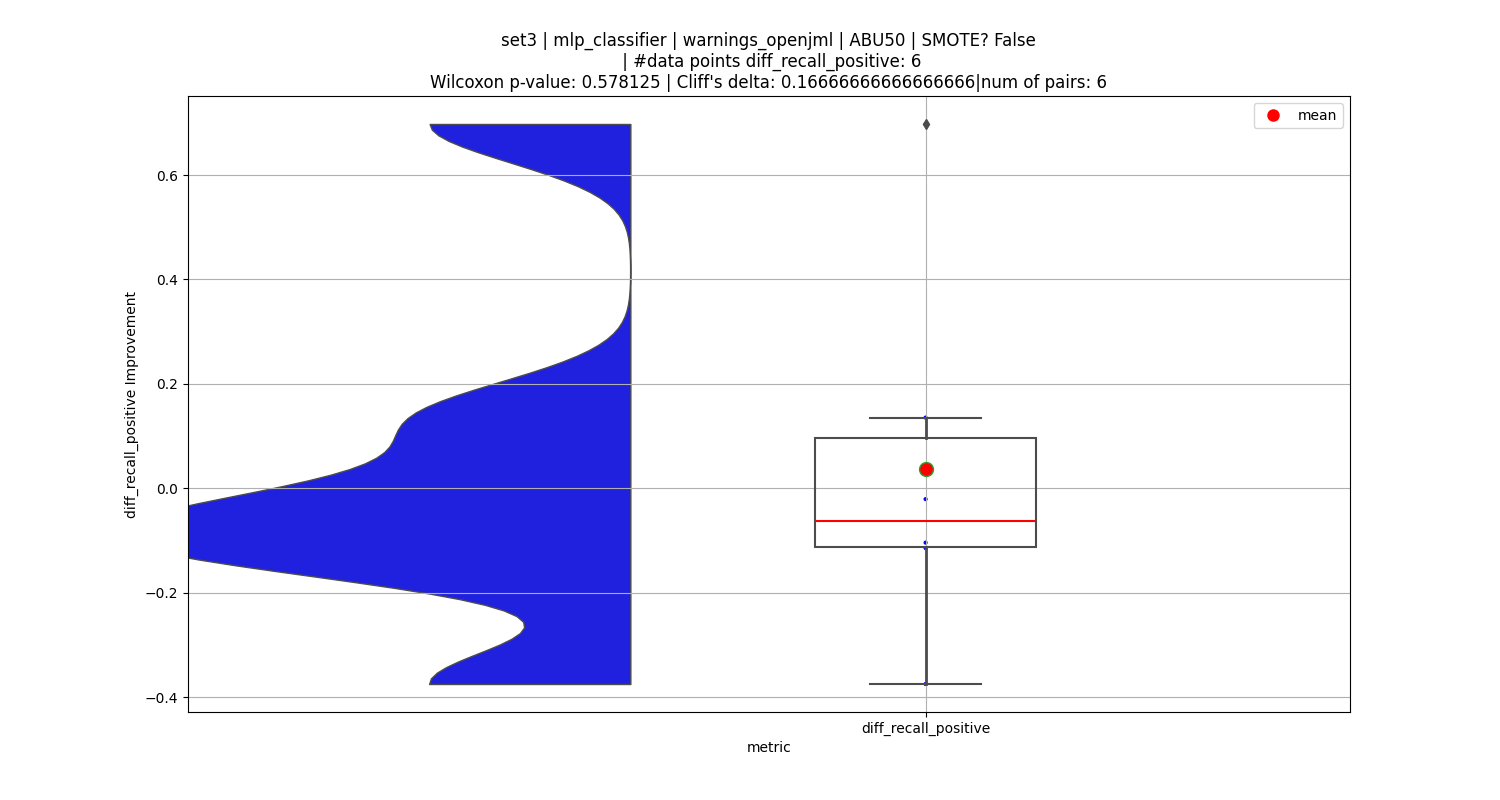 set3 | mlp_classifier | warnings_openjml | ABU50 | SMOTE? False
| #data points diff_recall_positive: 6
Wilcoxon p-value: 0.578125 | Cliff's delta: 0.16666666666666666|num of pairs: 6
mean
0.6
0.4
0.2
0.0
−0.2
−0.4
diff_recall_positive Improvement
diff_recall_positive
metric